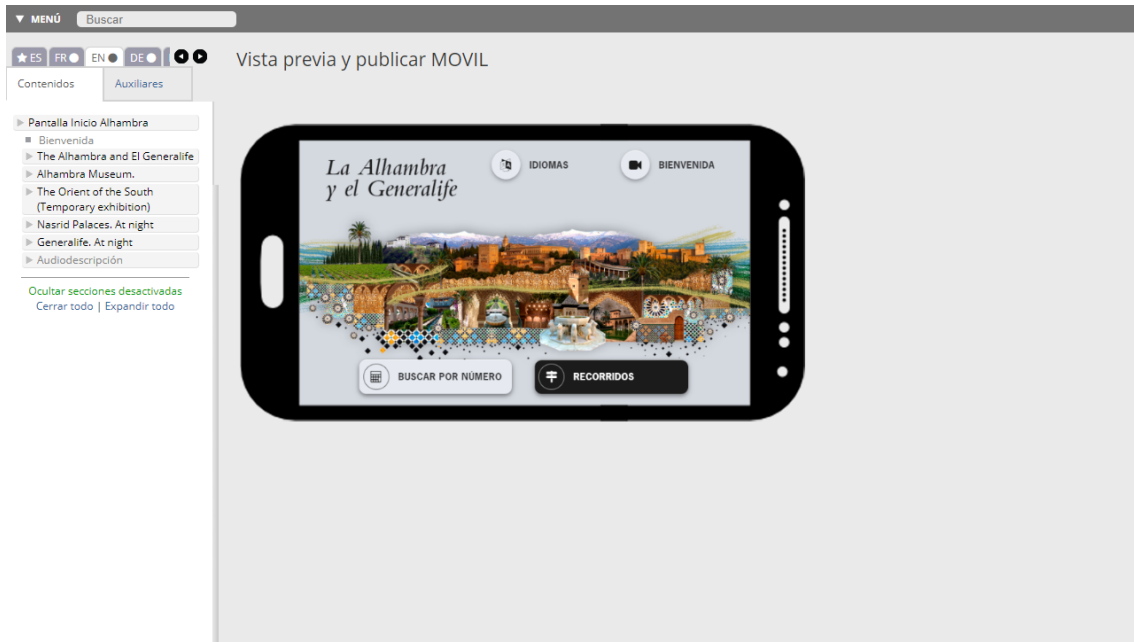 ▼ MENÚ Buscar
★ ES FR EN DE
Vista previa y publicar MOVIL
Contenidos Auxiliares
Pantalla Inicio Alhambra
Bienvenida
The Alhambra and El Generalife
Alhambra Museum.
The Orient of the South
(Temporary exhibition)
Nasrid Palaces. At night
Generalife. At night
Audiodescripción
Ocultar secciones desactivadas
Cerrar todo | Expandir todo
La Alhambra
y el Generalife
IDIOMAS
BIENVENIDA
BUSCAR POR NÚMERO
RECORRIDOS